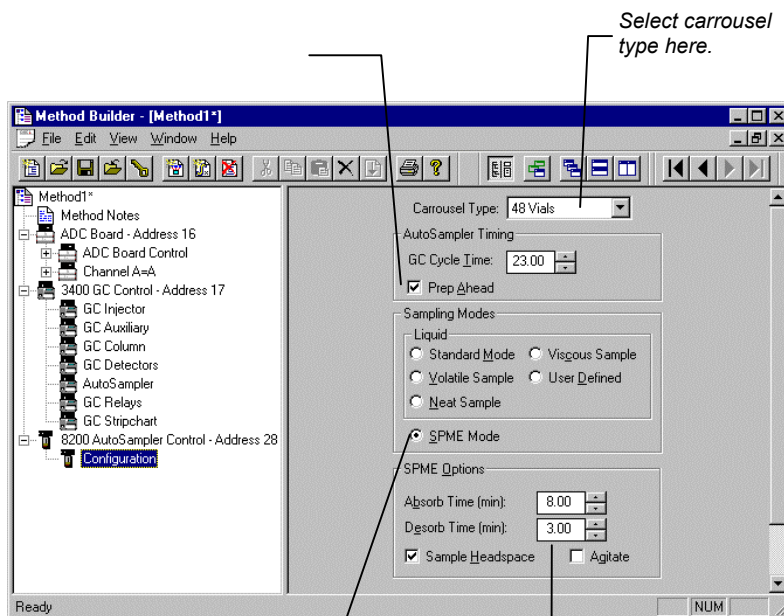 Select carrousel
type here.
Method Builder - [Method1*]
File Edit View Window Help
Method1*
Method Notes
ADC Board - Address 16
ADC Board Control
Channel A=A
3400 GC Control - Address 17
GC Injector
GC Auxiliary
GC Column
GC Detectors
AutoSampler
GC Relays
GC Stripchart
8200 AutoSampler Control - Address 28
Configuration
Carrousel Type: 48 Vials
AutoSampler Timing
GC Cycle Time: 23.00
Prep Ahead
Sampling Modes
Liquid
Standard Mode Viscous Sample
Volatile Sample User Defined
Neat Sample
SPME Mode
SPME Options
Absorb Time (min): 8.00
Desorb Time (min): 3.00
Sample Headspace Agitate
Ready NUM